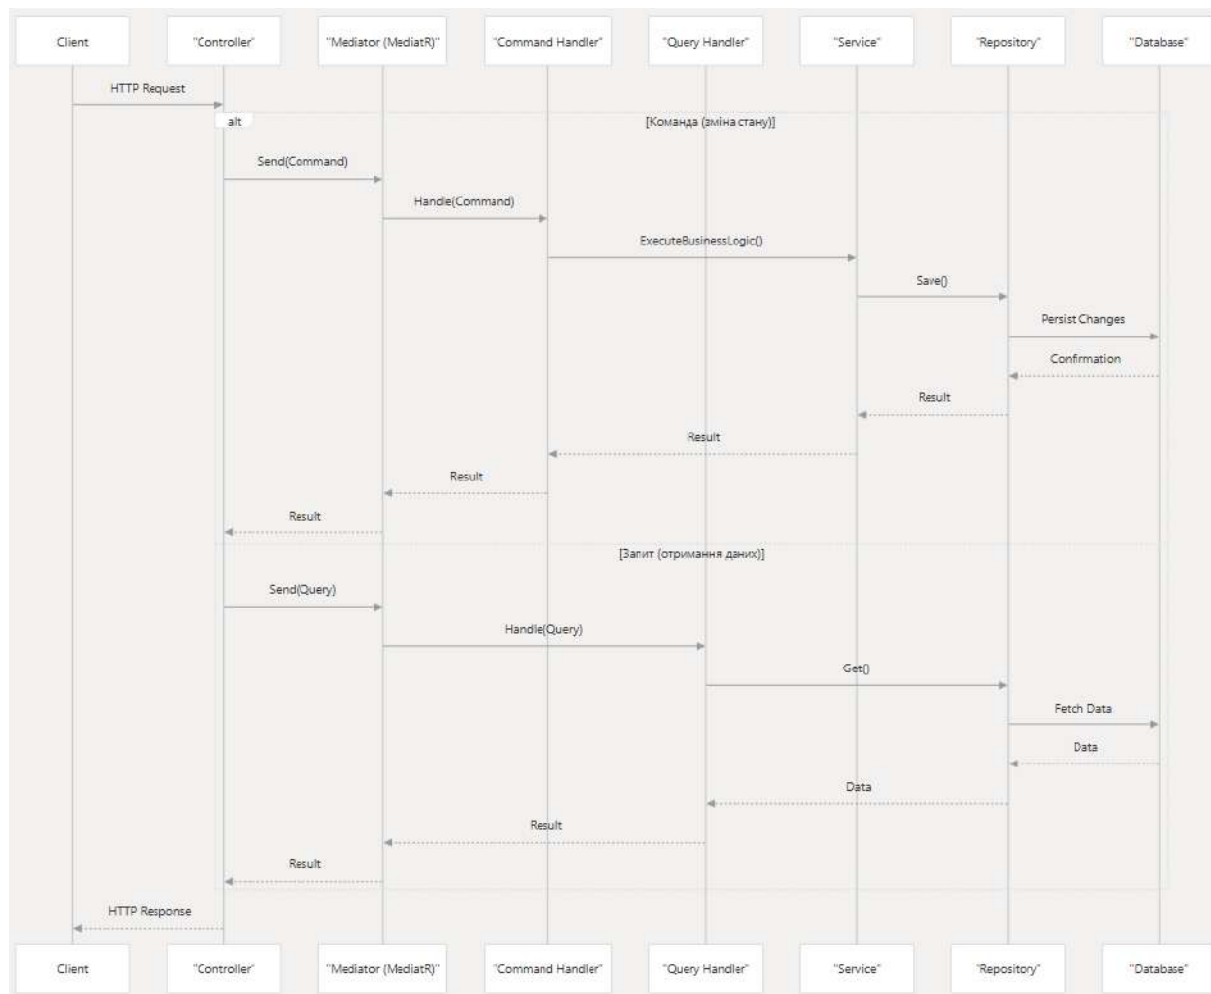 Client
"Controller"
"Mediator (MediatR)"
"Command Handler"
"Query Handler"
"Service"
"Repository"
"Database"
HTTP Request
alt
[Команда (зміна стану)]
Send(Command)
Handle(Command)
ExecuteBusinessLogic()
Save()
Persist Changes
Confirmation
Result
Result
Result
Result
[Запит (отримання даних)]
Send(Query)
Handle(Query)
Get()
Fetch Data
Data
Data
Result
Result
HTTP Response
Client
"Controller"
"Mediator (MediatR)"
"Command Handler"
"Query Handler"
"Service"
"Repository"
"Database"